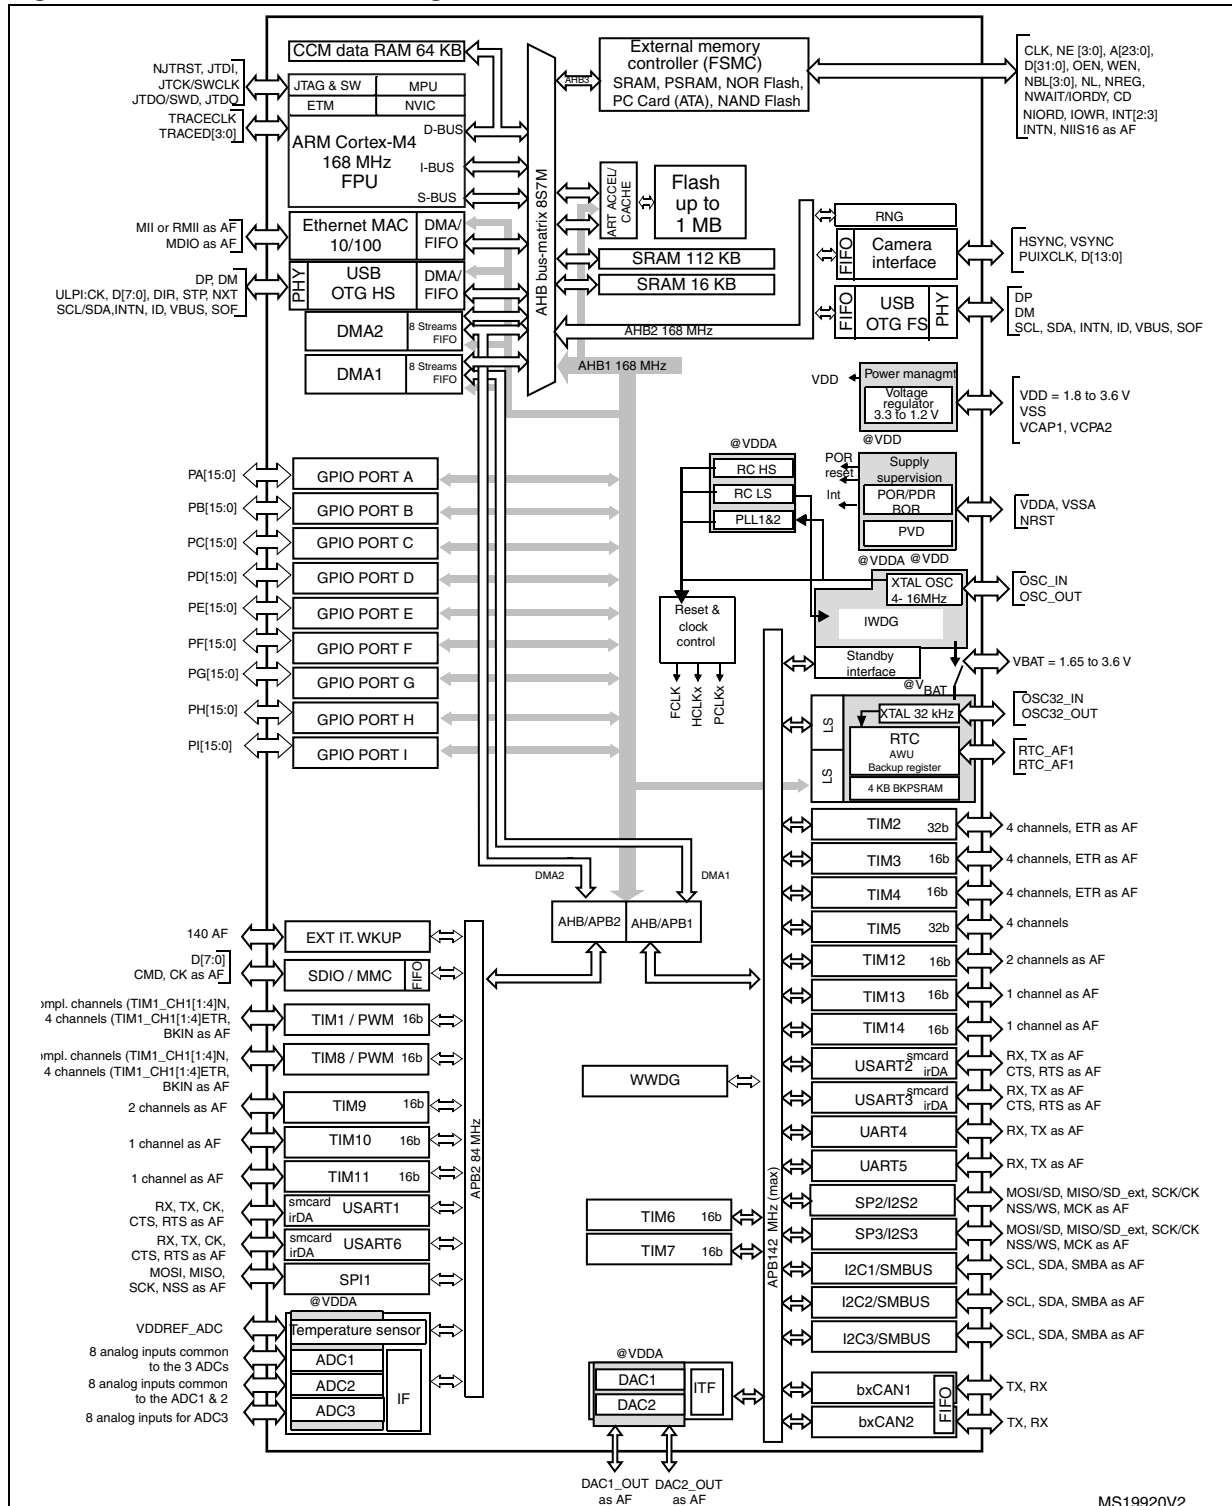 CCM data RAM 64 KB
External memory
controller (FSMC)
SRAM, PSRAM, NOR Flash,
PC Card (ATA), NAND Flash
AHB3
CLK, NE [3:0], A[23:0],
D[31:0], OEN, WEN,
NBL[3:0], NL, NREG,
NWAIT/IORDY, CD
NIORD, IOWR, INT[2:3]
INTN, NIIS16 as AF
NJTRST, JTDI,
JTCK/SWCLK
JTDO/SWD, JTDO
TRACECLK
TRACED[3:0]
JTAG & SW
MPU
ETM
NVIC
ARM Cortex-M4
168 MHz
FPU
D-BUS
I-BUS
S-BUS
AHB bus-matrix 8S7M
ART ACCEL/
CACHE
Flash
up to
1 MB
SRAM 112 KB
SRAM 16 KB
AHB2 168 MHz
AHB1 168 MHz
MII or RMII as AF
MDIO as AF
Ethernet MAC
10/100
DMA/
FIFO
DP, DM
ULPI:CK, D[7:0], DIR, STP, NXT
SCL/SDA,INTN, ID, VBUS, SOF
PHY
USB
OTG HS
DMA/
FIFO
DMA2
8 Streams
FIFO
DMA1
8 Streams
FIFO
RNG
FIFO
Camera
interface
HSYNC, VSYNC
PUIXCLK, D[13:0]
FIFO
USB
OTG FS
PHY
DP
DM
SCL, SDA, INTN, ID, VBUS, SOF
VDD
Power managmt
Voltage
regulator
3.3 to 1.2 V
@VDD
VDD = 1.8 to 3.6 V
VSS
VCAP1, VCPA2
@VDDA
RC HS
RC LS
PLL1&2
POR
reset
Int
Supply
supervision
POR/PDR
BOR
PVD
VDDA, VSSA
NRST
@VDDA
@VDD
XTAL OSC
4- 16MHz
OSC_IN
OSC_OUT
IWDG
Reset &
clock
control
FCLK
HCLKx
PCLKx
Standby
interface
VBAT = 1.65 to 3.6 V
@VBAT
LS
LS
XTAL 32 kHz
OSC32_IN
OSC32_OUT
RTC
AWU
Backup register
RTC_AF1
RTC_AF1
4 KB BKPSRAM
PA[15:0]
GPIO PORT A
PB[15:0]
GPIO PORT B
PC[15:0]
GPIO PORT C
PD[15:0]
GPIO PORT D
PE[15:0]
GPIO PORT E
PF[15:0]
GPIO PORT F
PG[15:0]
GPIO PORT G
PH[15:0]
GPIO PORT H
PI[15:0]
GPIO PORT I
DMA2
DMA1
AHB/APB2
AHB/APB1
140 AF
EXT IT. WKUP
D[7:0]
CMD, CK as AF
SDIO / MMC
FIFO
ompl. channels (TIM1_CH1[1:4]N,
4 channels (TIM1_CH1[1:4]ETR,
BKIN as AF
TIM1 / PWM
16b
ompl. channels (TIM1_CH1[1:4]N,
4 channels (TIM1_CH1[1:4]ETR,
BKIN as AF
TIM8 / PWM
16b
2 channels as AF
TIM9
16b
1 channel as AF
TIM10
16b
1 channel as AF
TIM11
16b
RX, TX, CK,
CTS, RTS as AF
smcard
irDA
USART1
RX, TX, CK,
CTS, RTS as AF
smcard
irDA
USART6
MOSI, MISO,
SCK, NSS as AF
SPI1
@VDDA
VDDREF_ADC
Temperature sensor
8 analog inputs common
to the 3 ADCs
ADC1
8 analog inputs common
to the ADC1 & 2
ADC2
8 analog inputs for ADC3
ADC3
IF
APB2 84 MHz
WWDG
TIM6
16b
TIM7
16b
@VDDA
DAC1
DAC2
ITF
DAC1_OUT
as AF
DAC2_OUT
as AF
APB142 MHz (max)
TIM2
32b
4 channels, ETR as AF
TIM3
16b
4 channels, ETR as AF
TIM4
16b
4 channels, ETR as AF
TIM5
32b
4 channels
TIM12
16b
2 channels as AF
TIM13
16b
1 channel as AF
TIM14
16b
1 channel as AF
USART2
smcard
irDA
RX, TX as AF
CTS, RTS as AF
USART3
smcard
irDA
RX, TX as AF
CTS, RTS as AF
UART4
RX, TX as AF
UART5
RX, TX as AF
SP2/I2S2
MOSI/SD, MISO/SD_ext, SCK/CK
NSS/WS, MCK as AF
SP3/I2S3
MOSI/SD, MISO/SD_ext, SCK/CK
NSS/WS, MCK as AF
I2C1/SMBUS
SCL, SDA, SMBA as AF
I2C2/SMBUS
SCL, SDA, SMBA as AF
I2C3/SMBUS
SCL, SDA, SMBA as AF
bxCAN1
TX, RX
bxCAN2
TX, RX
FIFO
MS19920V2